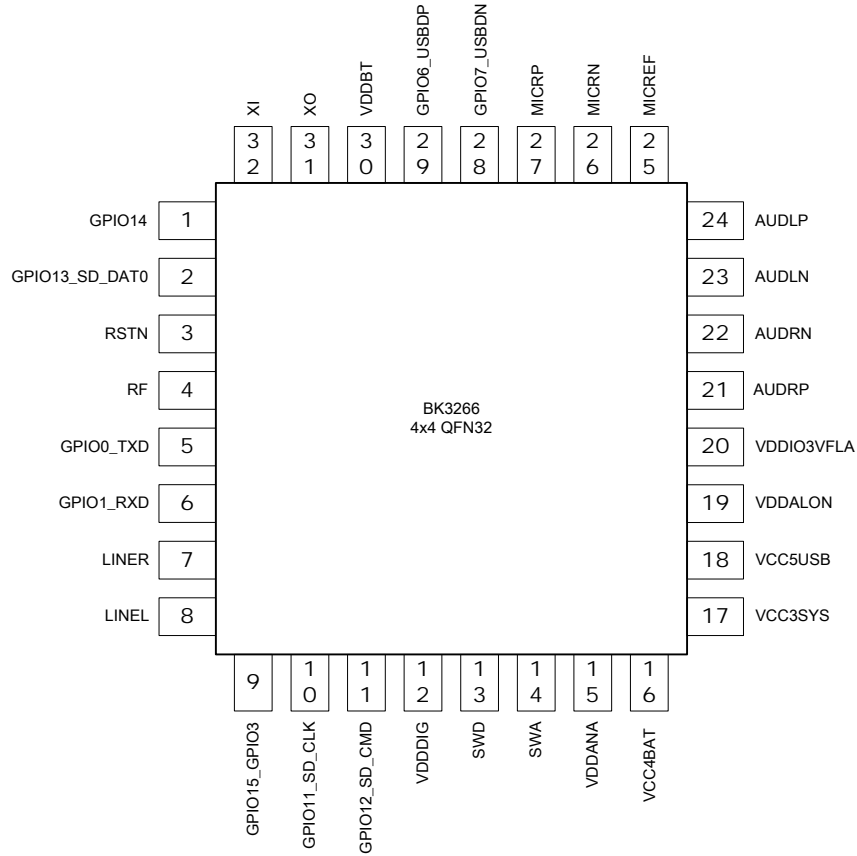 XI
XO
VDDBT
GPIO6_USBDP
GPIO7_USBDN
MICRP
MICRN
MICREF
32
31
30
29
28
27
26
25
GPIO14 1
GPIO13_SD_DAT0 2
RSTN 3
RF 4
GPIO0_TXD 5
GPIO1_RXD 6
LINER 7
LINEL 8
BK3266
4x4 QFN32
24 AUDLP
23 AUDLN
22 AUDRN
21 AUDRP
20 VDDIO3VFLA
19 VDDALON
18 VCC5USB
17 VCC3SYS
9
10
11
12
13
14
15
16
GPIO15_GPIO3
GPIO11_SD_CLK
GPIO12_SD_CMD
VDDDIG
SWD
SWA
VDDANA
VCC4BAT